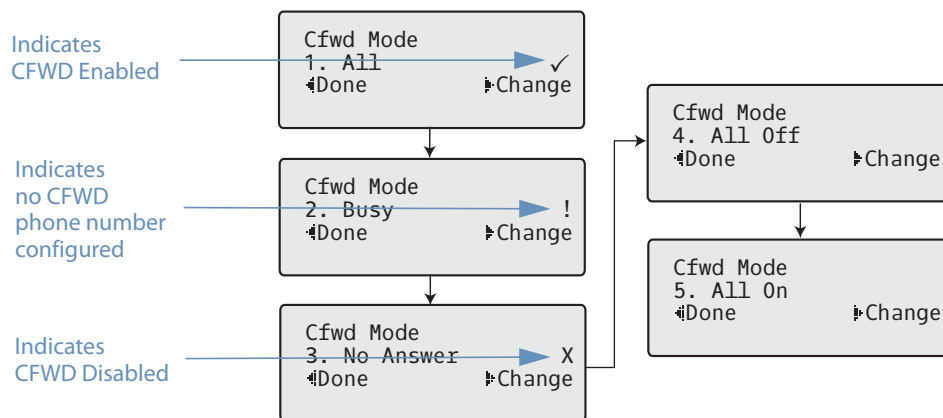 Indicates
CFWD Enabled
Cfwd Mode
1. All ✓
Done Change
Indicates
no CFWD
phone number
configured
Cfwd Mode
2. Busy !
Done Change
Indicates
CFWD Disabled
Cfwd Mode
3. No Answer X
Done Change
Cfwd Mode
4. All Off
Done Change
Cfwd Mode
5. All On
Done Change